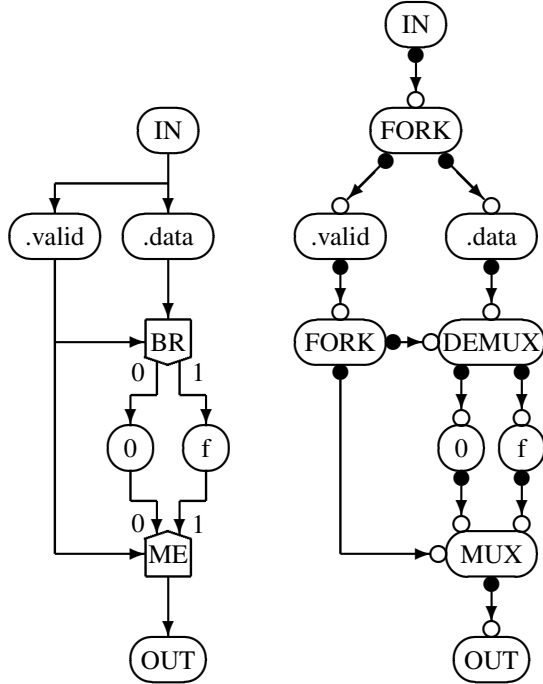 IN
.valid .data
BR
0 1
0 f
0 1
ME
OUT
IN
FORK
.valid .data
FORK DEMUX
0 f
MUX
OUT